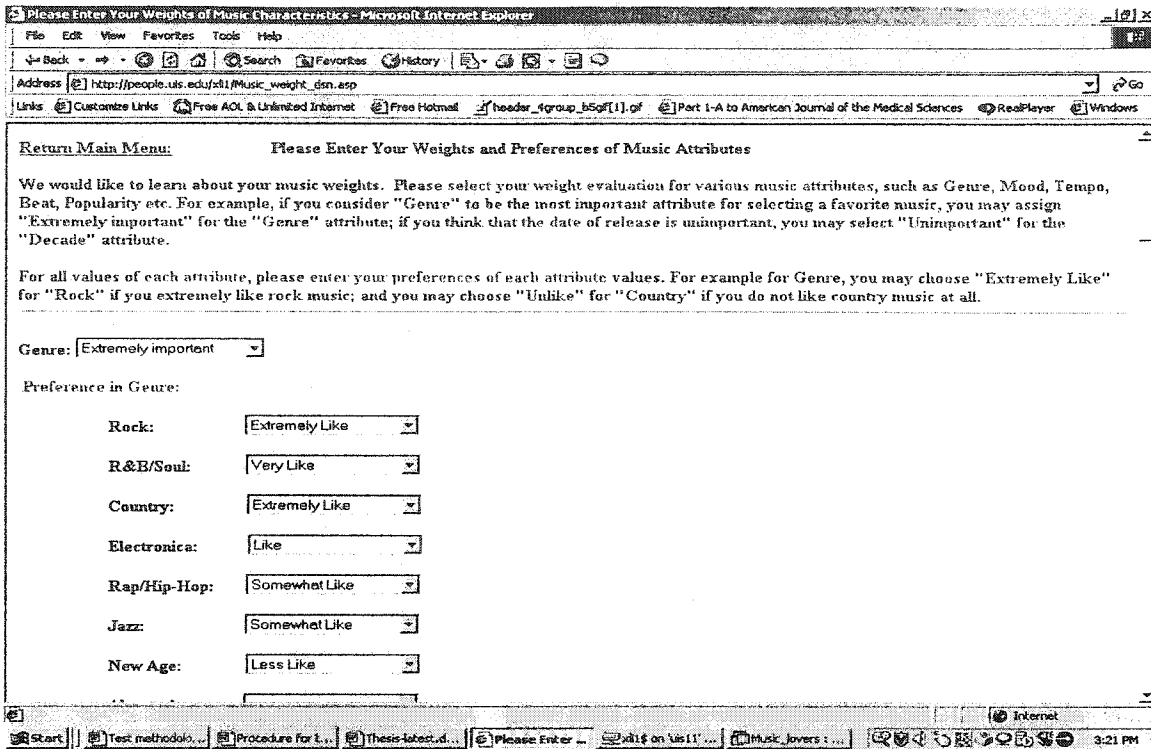 Please Enter Your Weights of Music Characteristics - Microsoft Internet Explorer
File Edit View Favorites Tools Help
Back Search Favorites History
Address http://people.uis.edu/xli1/Music_weight_dsn.asp Go
Links Customize Links Free AOL & Unlimited Internet Free Hotmail header_4group_b5gif[1].gif Part 1-A to American Journal of the Medical Sciences RealPlayer Windows
Return Main Menu: Please Enter Your Weights and Preferences of Music Attributes
We would like to learn about your music weights. Please select your weight evaluation for various music attributes, such as Genre, Mood, Tempo,
Beat, Popularity etc. For example, if you consider "Genre" to be the most important attribute for selecting a favorite music, you may assign
"Extremely important" for the "Genre" attribute; if you think that the date of release is unimportant, you may select "Unimportant" for the
"Decade" attribute.
For all values of each attribute, please enter your preferences of each attribute values. For example for Genre, you may choose "Extremely Like"
for "Rock" if you extremely like rock music; and you may choose "Unlike" for "Country" if you do not like country music at all.
Genre: Extremely important
Preference in Genre:
Rock: Extremely Like
R&B/Soul: Very Like
Country: Extremely Like
Electronica: Like
Rap/Hip-Hop: Somewhat Like
Jazz: Somewhat Like
New Age: Less Like
Internet
Start Test methodolo... Procedure for t... Thesis-latest.d... Please Enter ... xli1$ on 'uis11' ... Music_lovers : ... 3:21 PM